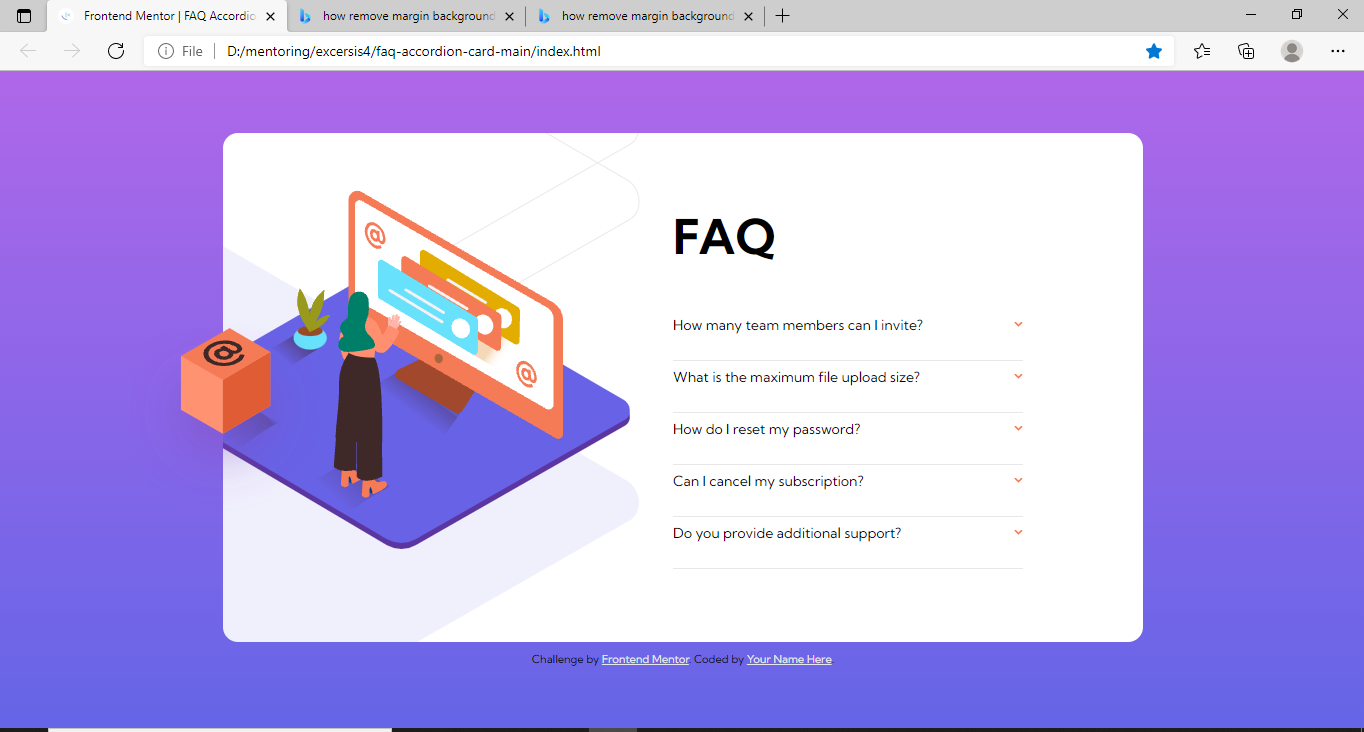 Frontend Mentor | FAQ Accordio
how remove margin background
how remove margin background
File
D:/mentoring/excersis4/faq-accordion-card-main/index.html
FAQ
How many team members can I invite?
What is the maximum file upload size?
How do I reset my password?
Can I cancel my subscription?
Do you provide additional support?
@
@
@
Challenge by Frontend Mentor. Coded by Your Name Here.